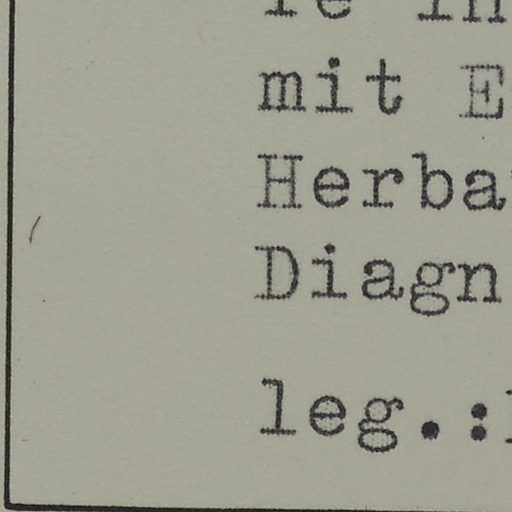 mit E
Herba
Diagn
leg.: